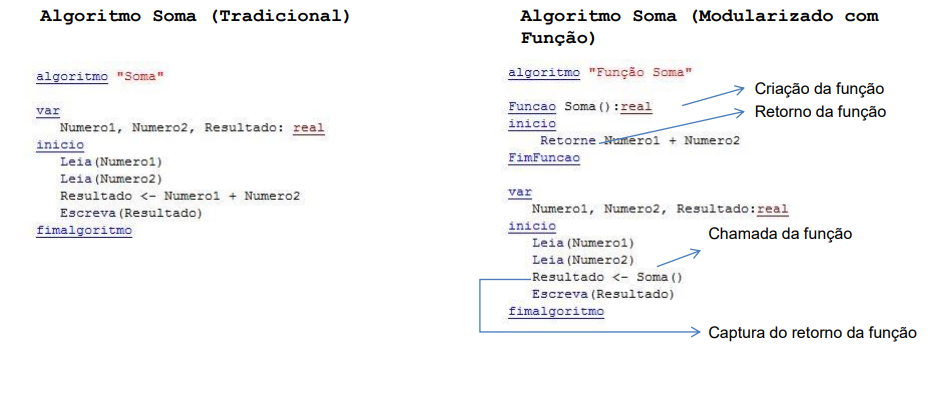 Algoritmo Soma (Tradicional)
algoritmo "Soma"
var
Numero1, Numero2, Resultado: real
inicio
Leia(Numero1)
Leia(Numero2)
Resultado <- Numero1 + Numero2
Escreva(Resultado)
fimalgoritmo
Algoritmo Soma (Modularizado com
Função)
algoritmo "Função Soma"
Funcao Soma():real
inicio
Retorne Numero1 + Numero2
FimFuncao
var
Numero1, Numero2, Resultado:real
inicio
Leia(Numero1)
Leia(Numero2)
Resultado <- Soma()
Escreva(Resultado)
fimalgoritmo
Criação da função
Retorno da função
Chamada da função
Captura do retorno da função